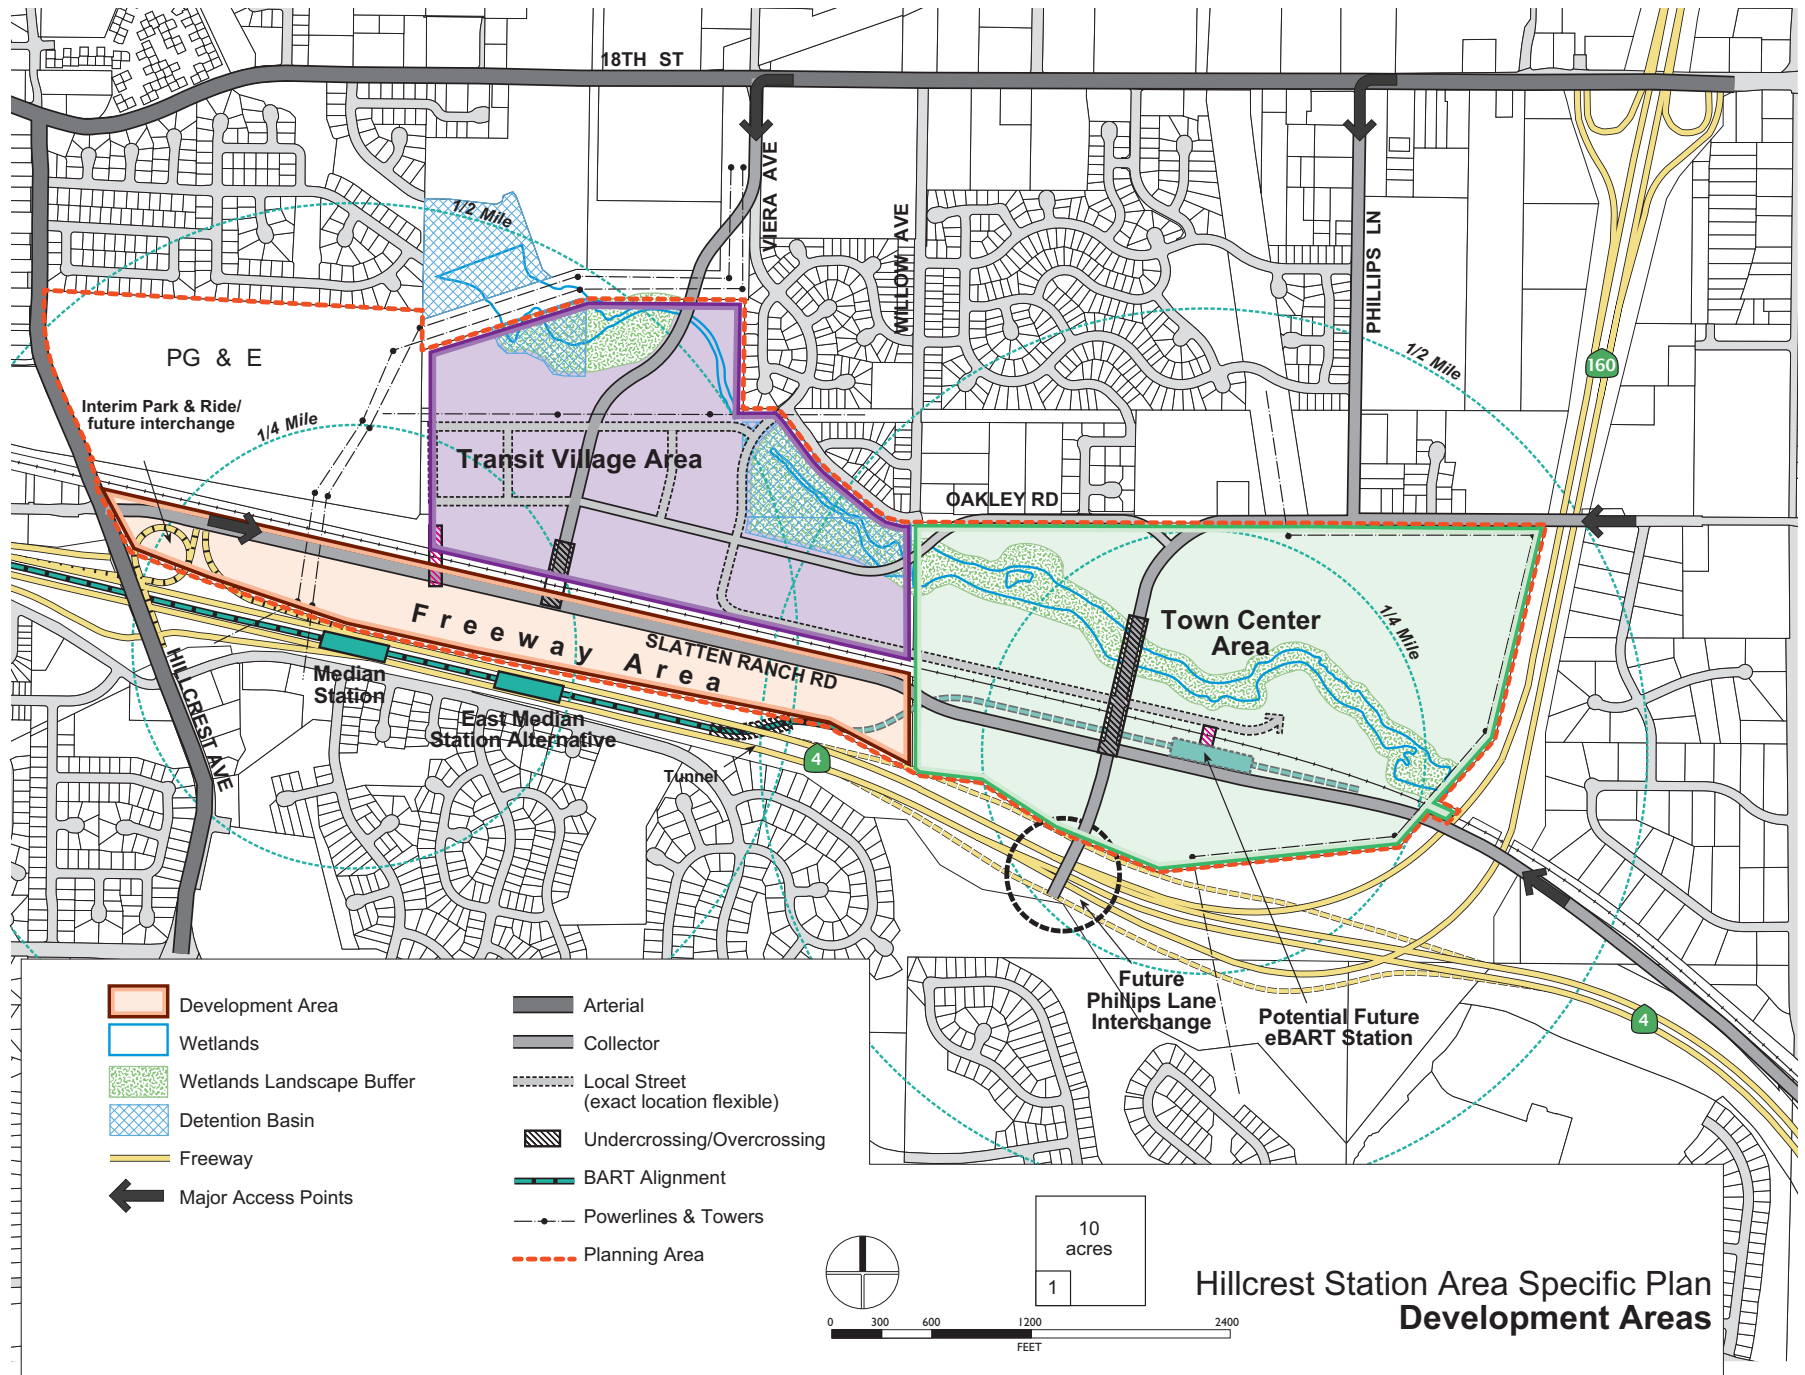 18TH ST
1/2 Mile
VIERA AVE
WILLOW AVE
PHILLIPS LN
160
1/2 Mile
PG & E
Interim Park & Ride/
future interchange
1/4 Mile
Transit Village Area
OAKLEY RD
Freeway Area
SLATTEN RANCH RD
Town Center
Area
1/4 Mile
HILLCREST AVE
Median
Station
East Median
Station Alternative
Tunnel
4
Future
Phillips Lane
Interchange
Potential Future
eBART Station
4
Development Area
Wetlands
Wetlands Landscape Buffer
Detention Basin
Freeway
Major Access Points
Arterial
Collector
Local Street
(exact location flexible)
Undercrossing/Overcrossing
BART Alignment
Powerlines & Towers
Planning Area
10
acres
1
0 300 600 1200 2400
FEET
Hillcrest Station Area Specific Plan
Development Areas